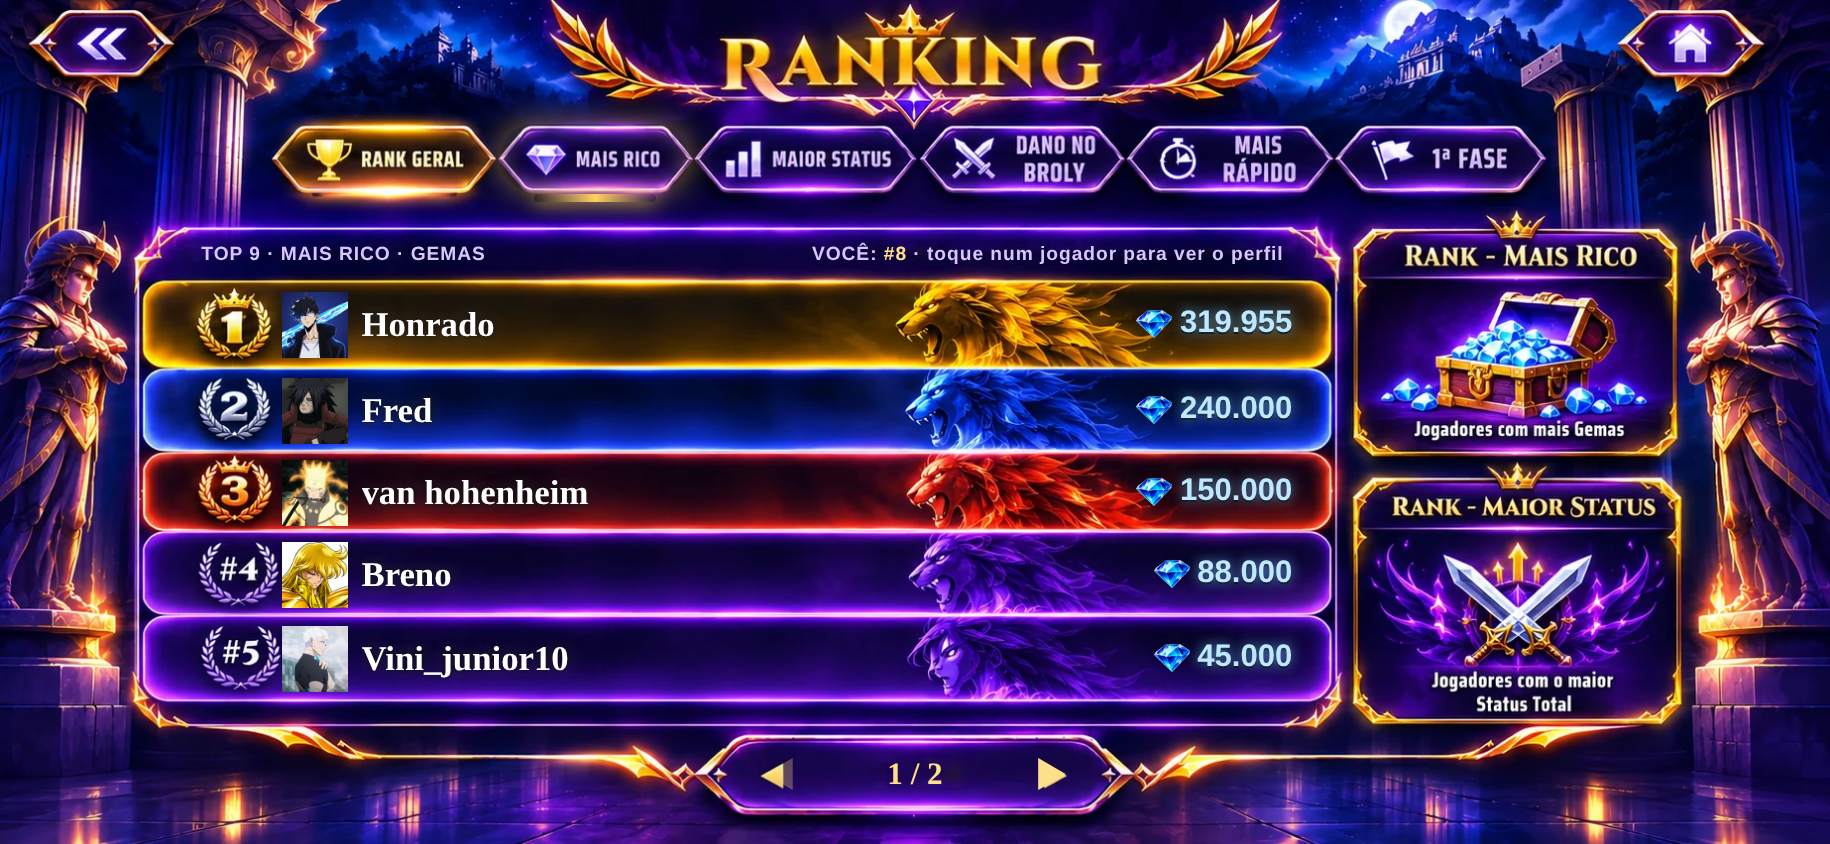 RANKING
RANK GERAL
MAIS RICO
MAIOR STATUS
DANO NO
BROLY
MAIS
RÁPIDO
1ª FASE
TOP 9 · MAIS RICO · GEMAS
VOCÊ: #8 · toque num jogador para ver o perfil
1 Honrado 319.955
2 Fred 240.000
3 van hohenheim 150.000
#4 Breno 88.000
#5 Vini_junior10 45.000
RANK - MAIS RICO
Jogadores com mais Gemas
RANK - MAIOR STATUS
Jogadores com o maior
Status Total
1 / 2